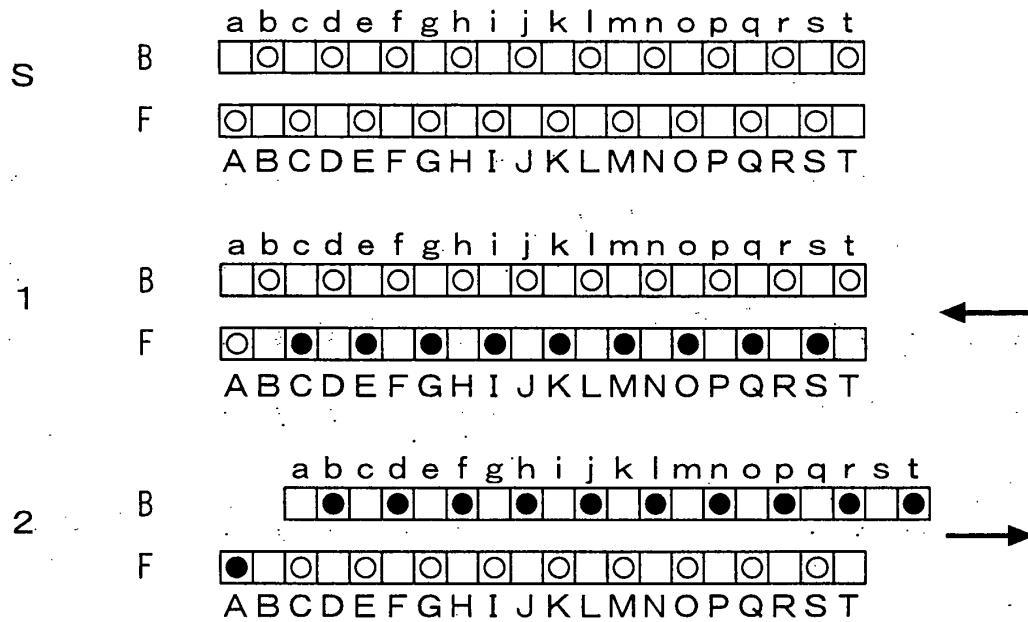 a b c d e f g h i j k l m n o p q r s t
S B
F
A B C D E F G H I J K L M N O P Q R S T
a b c d e f g h i j k l m n o p q r s t
1 B
F
A B C D E F G H I J K L M N O P Q R S T
a b c d e f g h i j k l m n o p q r s t
2 B
F
A B C D E F G H I J K L M N O P Q R S T